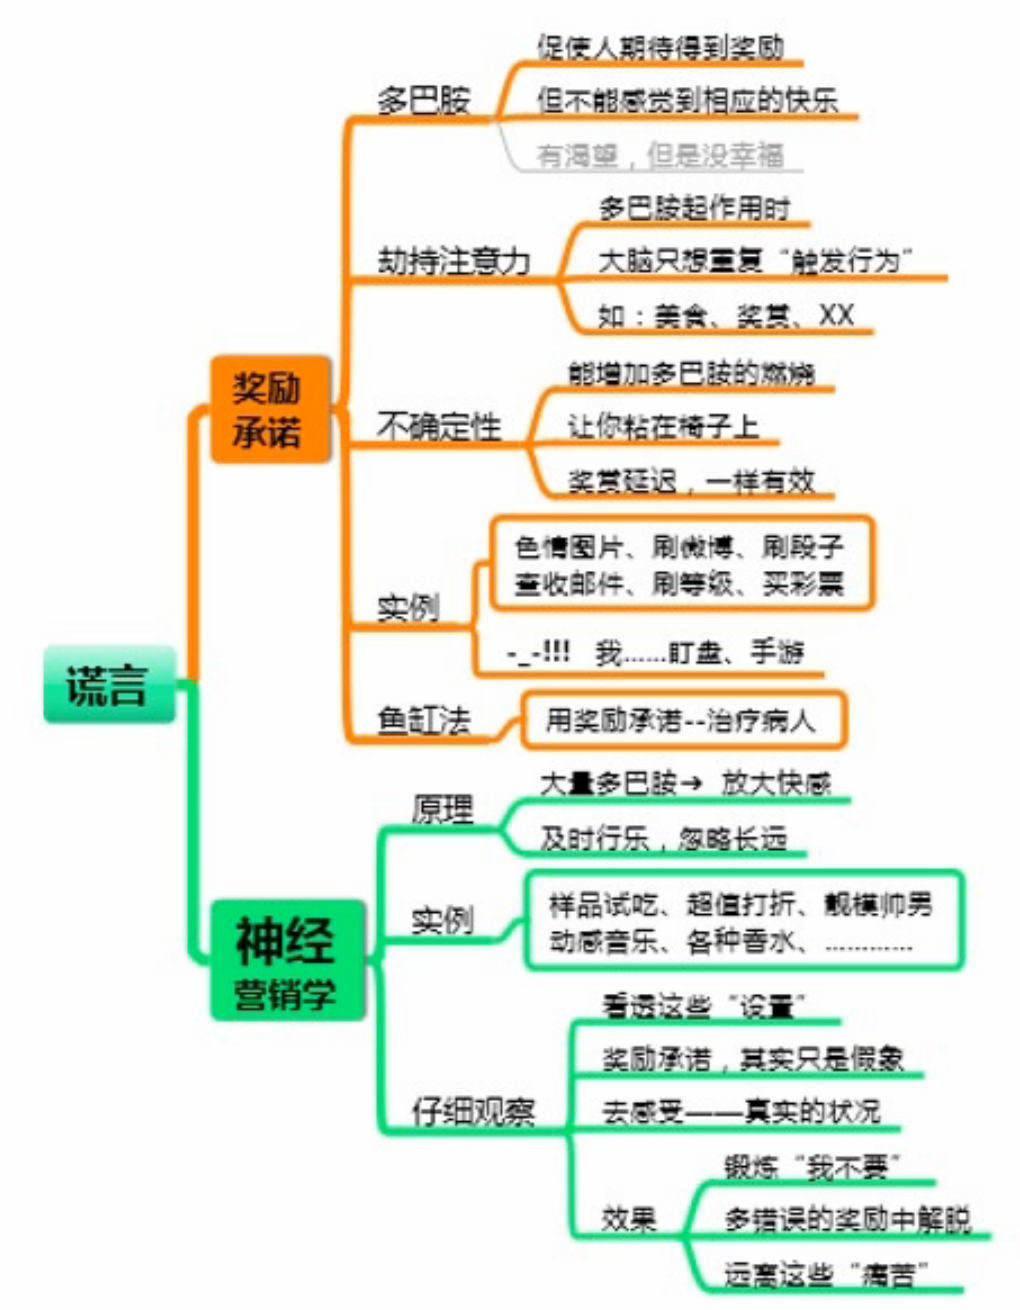 谎言
奖励
承诺
多巴胺
促使人期待得到奖励
但不能感觉到相应的快乐
有渴望，但是没幸福
劫持注意力
多巴胺起作用时
大脑只想重复“触发行为”
如：美食、奖赏、XX
不确定性
能增加多巴胺的燃烧
让你粘在椅子上
奖赏延迟，一样有效
实例
色情图片、刷微博、刷段子
查收邮件、刷等级、买彩票
-_-!!! 我……盯盘、手游
鱼缸法
用奖励承诺--治疗病人
神经
营销学
原理
大量多巴胺→ 放大快感
及时行乐，忽略长远
实例
样品试吃、超值打折、靓模帅男
动感音乐、各种香水、…………
仔细观察
看透这些“设置”
奖励承诺，其实只是假象
去感受——真实的状况
效果
锻炼“我不要”
多错误的奖励中解脱
远离这些“痛苦”